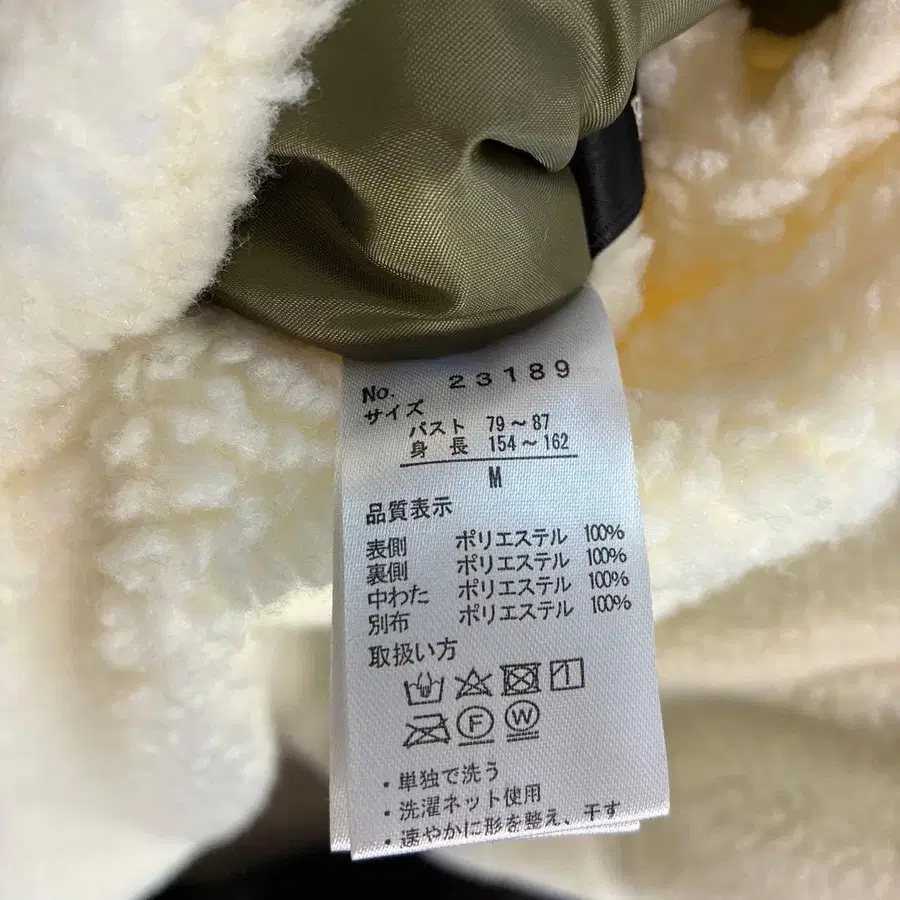 No. 23189
サイズ
バスト 79～87
身長 154～162
M
品質表示
表側 ポリエステル 100%
裏側 ポリエステル 100%
中わた ポリエステル 100%
別布 ポリエステル 100%
取扱い方
F W
・単独で洗う
・洗濯ネット使用
・速やかに形を整え、干す